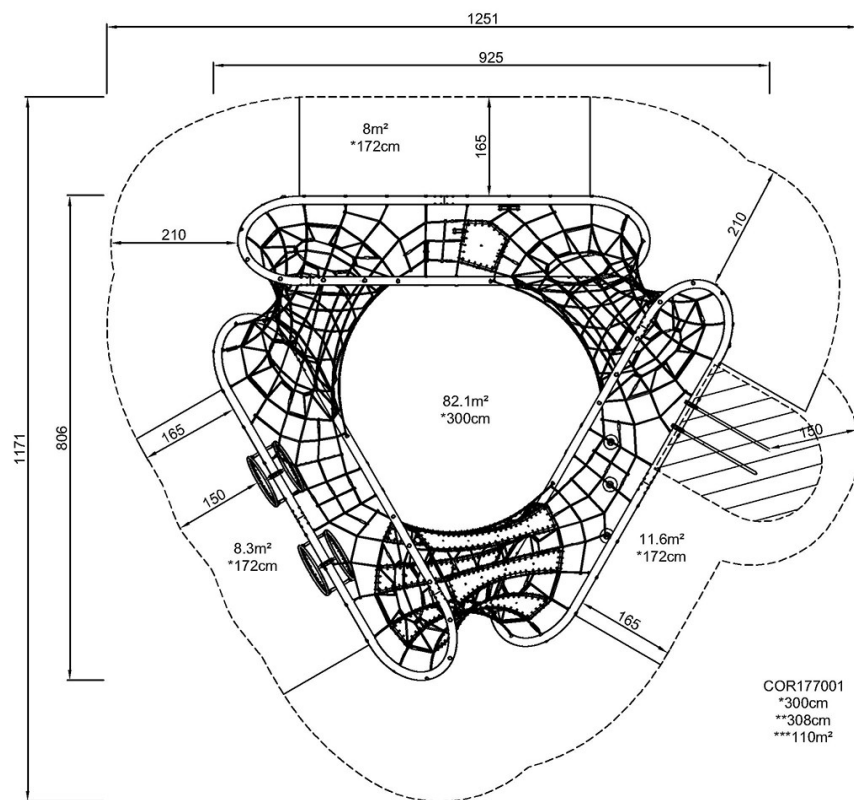 1251
925
8m²
*172cm
165
210
210
1171
806
82.1m²
*300cm
165
150
150
8.3m²
*172cm
11.6m²
*172cm
165
COR177001
*300cm
**308cm
***110m²